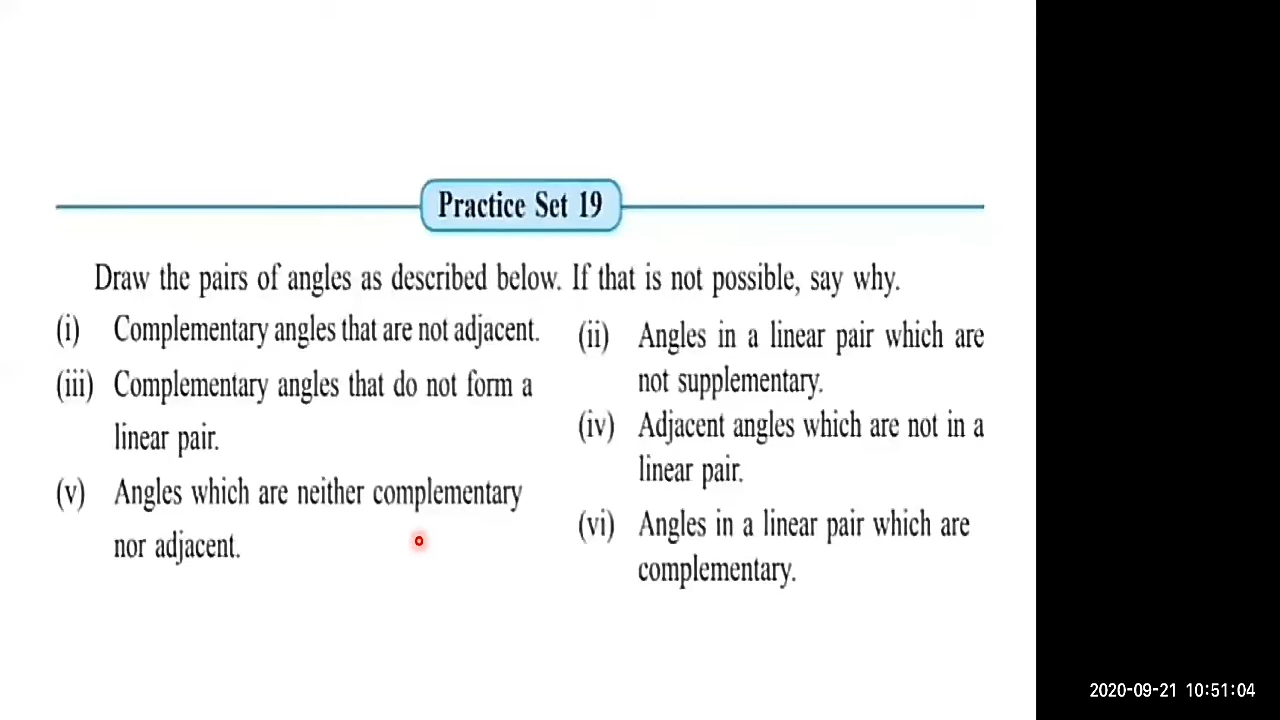 Practice Set 19
Draw the pairs of angles as described below. If that is not possible, say why.
(i) Complementary angles that are not adjacent.
(ii) Angles in a linear pair which are
not supplementary.
(iii) Complementary angles that do not form a
linear pair.
(iv) Adjacent angles which are not in a
linear pair.
(v) Angles which are neither complementary
nor adjacent.
(vi) Angles in a linear pair which are
complementary.
2020-09-21 10:51:04